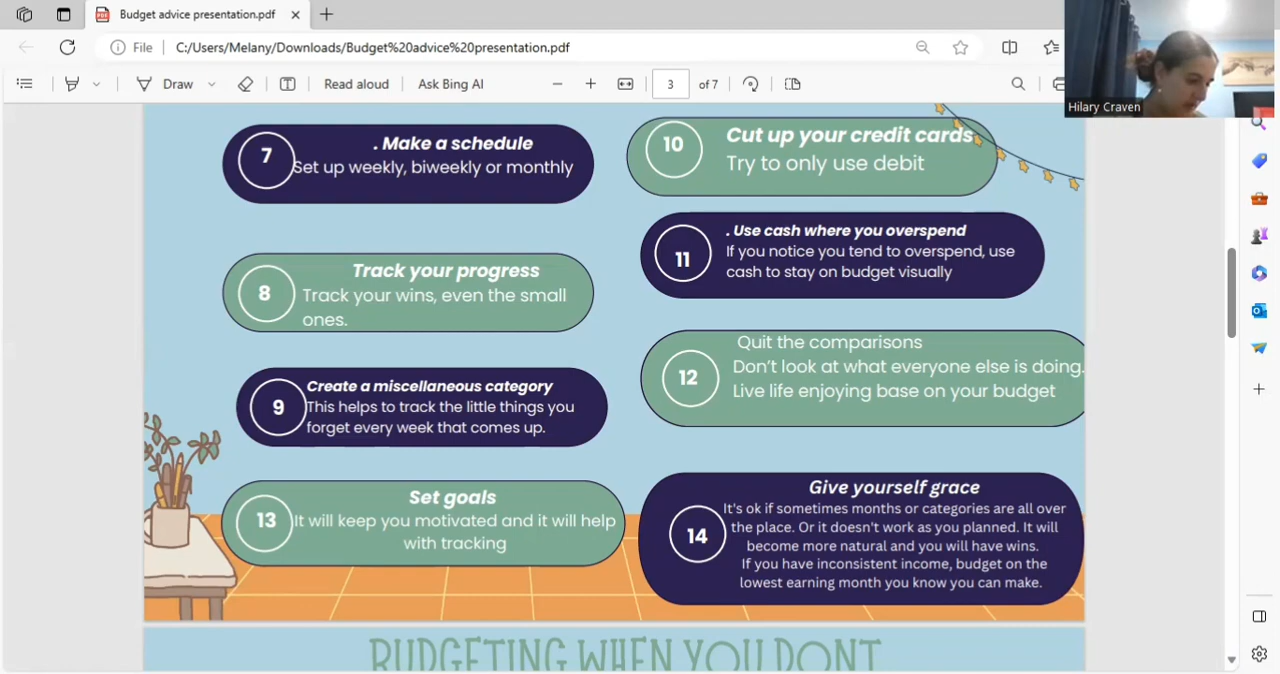 Budget advice presentation.pdf
File
C:/Users/Melany/Downloads/Budget%20advice%20presentation.pdf
Draw
Read aloud
Ask Bing AI
3
of 7
Hilary Craven
7
. Make a schedule
Set up weekly, biweekly or monthly
8
Track your progress
Track your wins, even the small
ones.
9
Create a miscellaneous category
This helps to track the little things you
forget every week that comes up.
13
Set goals
It will keep you motivated and it will help
with tracking
10
Cut up your credit cards
Try to only use debit
11
. Use cash where you overspend
If you notice you tend to overspend, use
cash to stay on budget visually
12
Quit the comparisons
Don't look at what everyone else is doing.
Live life enjoying base on your budget
14
Give yourself grace
It's ok if sometimes months or categories are all over
the place. Or it doesn't work as you planned. It will
become more natural and you will have wins.
If you have inconsistent income, budget on the
lowest earning month you know you can make.
BUDGETING WHEN YOU DONT